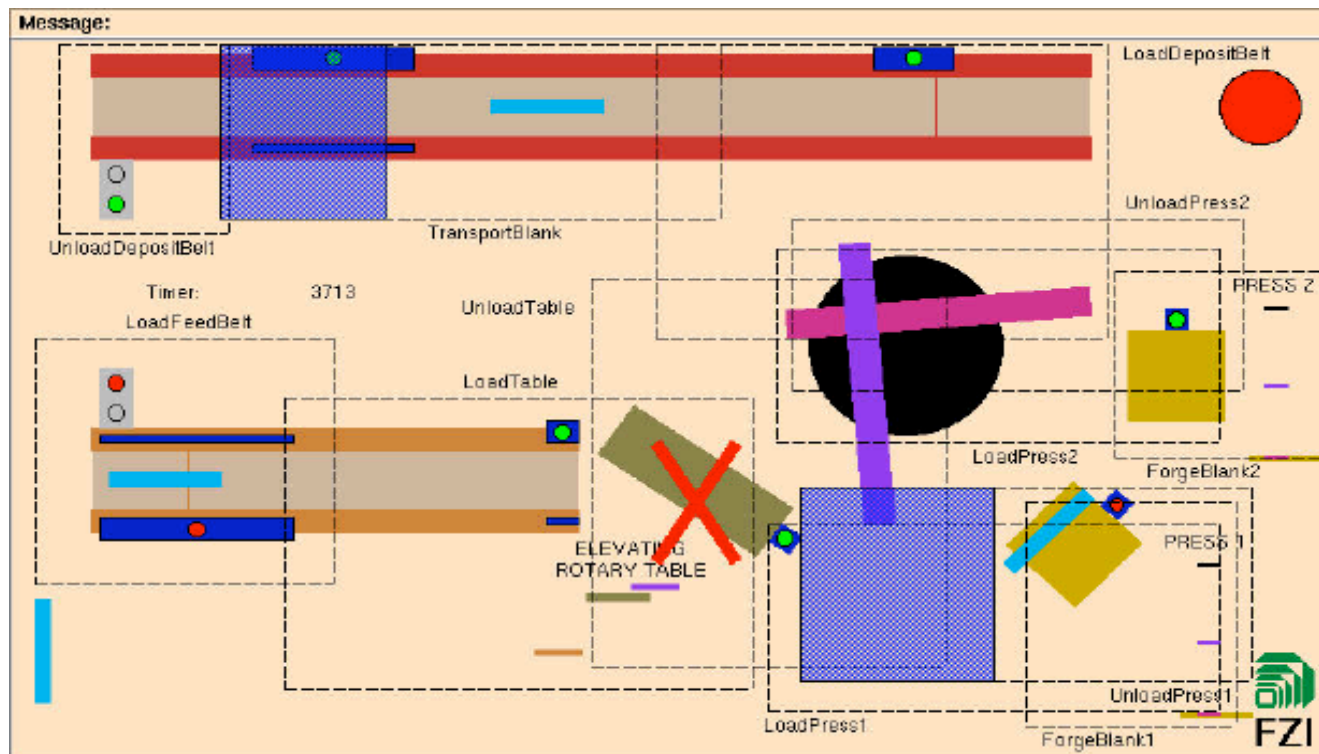 Message:
LoadDepositBelt
UnloadPress2
UnloadDepositBelt
TransportBlank
PRESS 2
Timer: 3713
UnloadTable
LoadFeedBelt
LoadTable
LoadPress2
ForgeBlank2
PRESS 1
ELEVATING
ROTARY TABLE
UnloadPress1
LoadPress1
ForgeBlank1
FZI